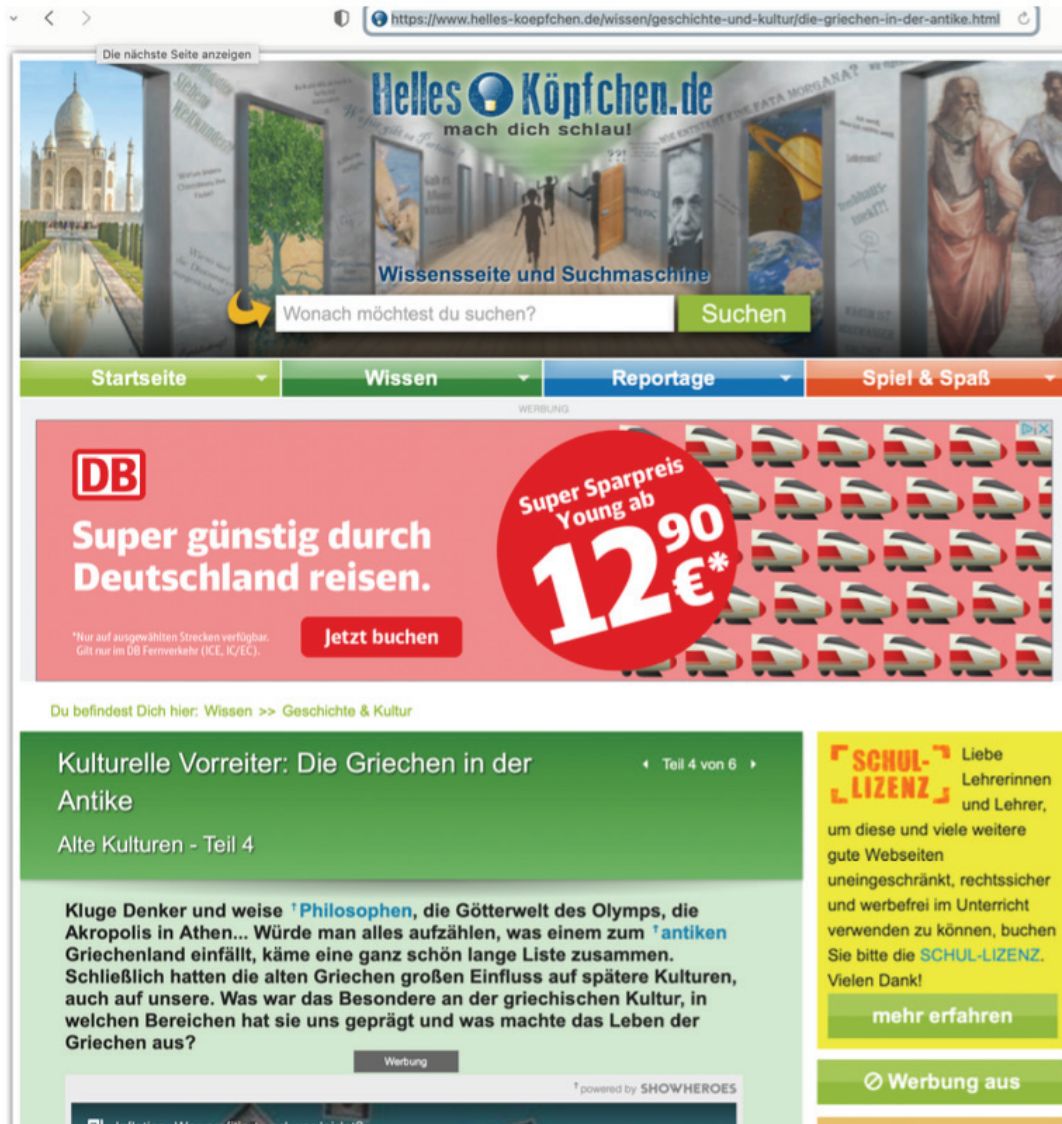 https://www.helles-koepfchen.de/wissen/geschichte-und-kultur/die-griechen-in-der-antike.html
Die nächste Seite anzeigen
Helles Köpfchen.de
mach dich schlau!
Wissensseite und Suchmaschine
Wonach möchtest du suchen?
Suchen
Startseite
Wissen
Reportage
Spiel & Spaß
WERBUNG
DB
Super günstig durch
Deutschland reisen.
*Nur auf ausgewählten Strecken verfügbar.
Gilt nur im DB Fernverkehr (ICE, IC/EC).
Jetzt buchen
Super Sparpreis
Young ab
12 90
€*
Du befindest Dich hier: Wissen >> Geschichte & Kultur
Kulturelle Vorreiter: Die Griechen in der
Antike
Teil 4 von 6
Alte Kulturen - Teil 4
Kluge Denker und weise ↑Philosophen, die Götterwelt des Olymps, die
Akropolis in Athen... Würde man alles aufzählen, was einem zum ↑antiken
Griechenland einfällt, käme eine ganz schön lange Liste zusammen.
Schließlich hatten die alten Griechen großen Einfluss auf spätere Kulturen,
auch auf unsere. Was war das Besondere an der griechischen Kultur, in
welchen Bereichen hat sie uns geprägt und was machte das Leben der
Griechen aus?
Werbung
↑powered by SHOWHEROES
SCHUL-
LIZENZ
Liebe
Lehrerinnen
und Lehrer,
um diese und viele weitere
gute Webseiten
uneingeschränkt, rechtssicher
und werbefrei im Unterricht
verwenden zu können, buchen
Sie bitte die SCHUL-LIZENZ.
Vielen Dank!
mehr erfahren
Werbung aus